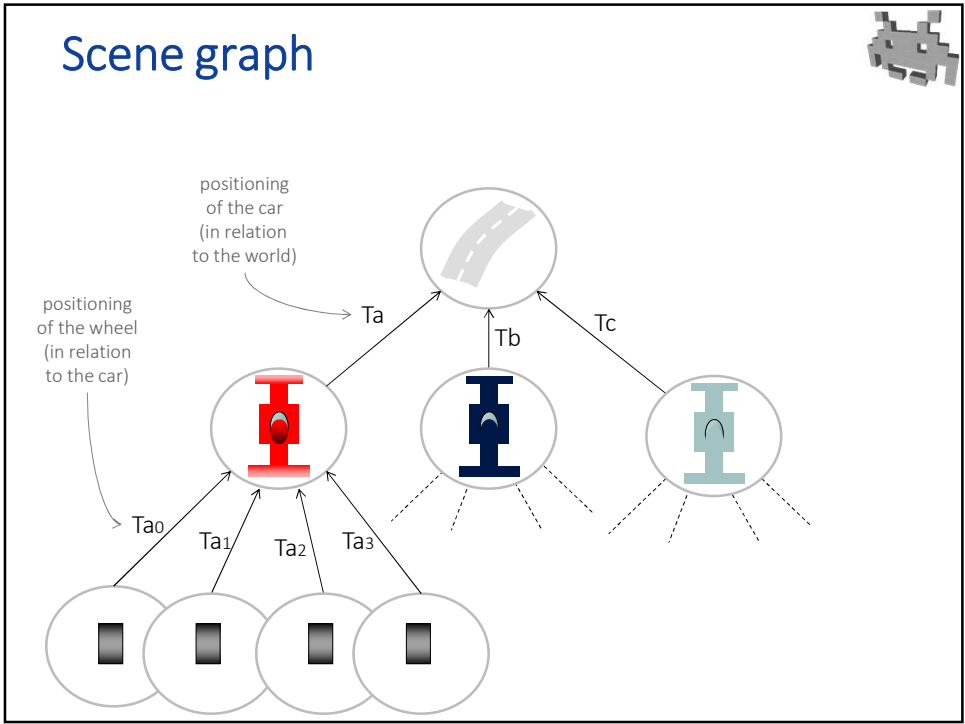 Scene graph
positioning
of the car
(in relation
to the world)
positioning
of the wheel
(in relation
to the car)
Ta
Tb
Tc
Ta0
Ta1
Ta2
Ta3